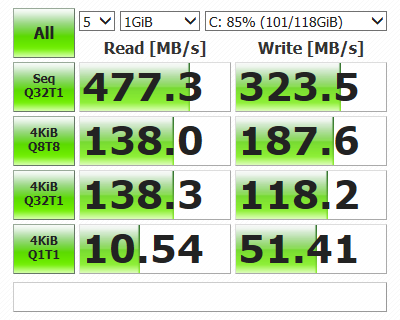 All 5 1GiB C: 85% (101/118GiB)
Read [MB/s] Write [MB/s]
Seq
Q32T1 477.3 323.5
4KiB
Q8T8 138.0 187.6
4KiB
Q32T1 138.3 118.2
4KiB
Q1T1 10.54 51.41